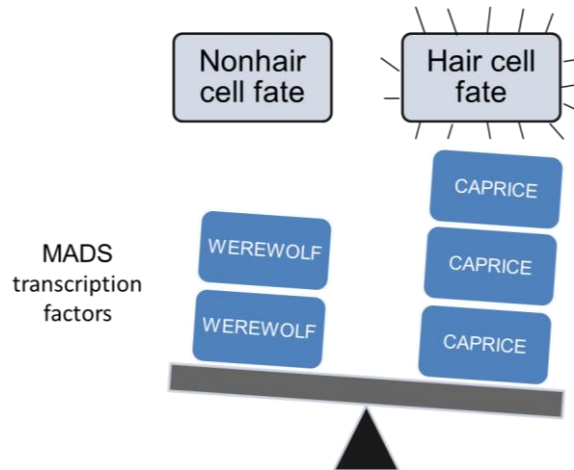 Nonhair
cell fate
Hair cell
fate
CAPRICE
WEREWOLF
CAPRICE
MADS
transcription
factors
WEREWOLF
CAPRICE